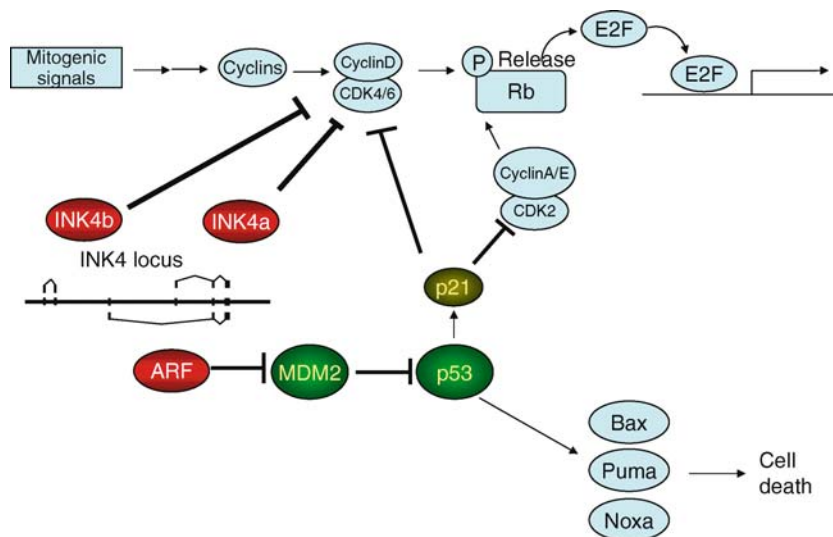 Mitogenic
signals
Cyclins
CyclinD
CDK4/6
P
Release
Rb
E2F
E2F
CyclinA/E
CDK2
INK4b
INK4a
INK4 locus
p21
ARF
MDM2
p53
Bax
Puma
Noxa
Cell
death